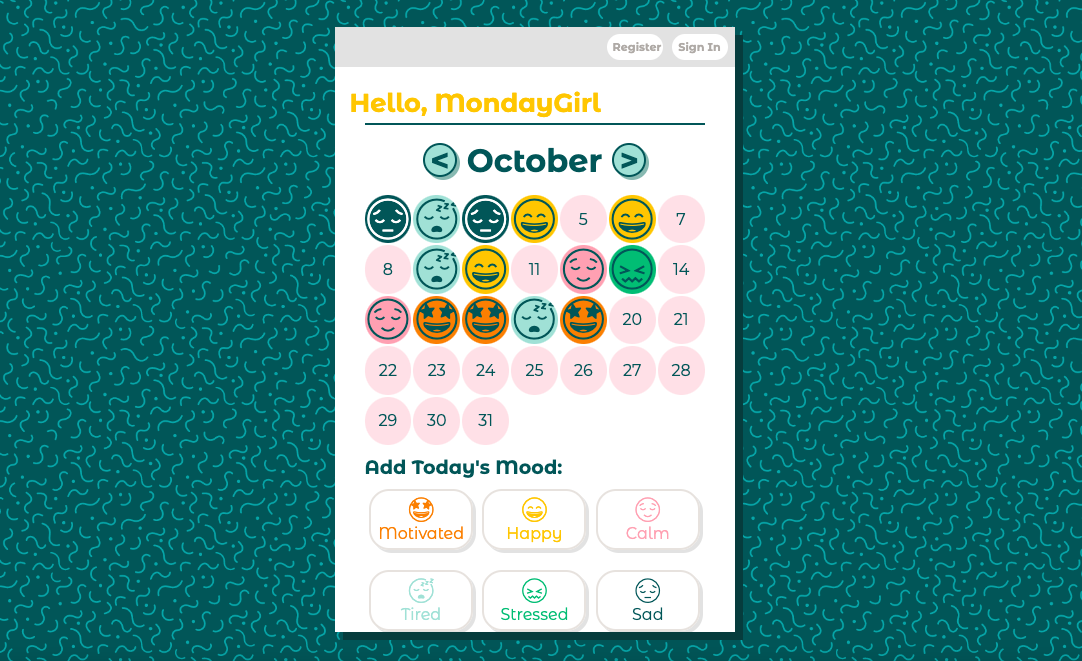 Register Sign In
Hello, MondayGirl
< October >
5 7
8 11 14
20 21
22 23 24 25 26 27 28
29 30 31
Add Today's Mood:
Motivated Happy Calm
Tired Stressed Sad